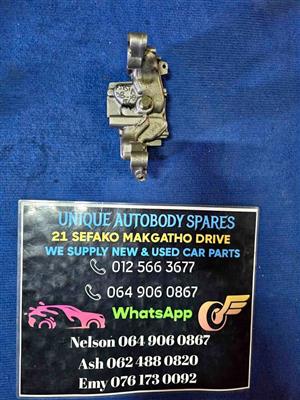 UNIQUE AUTOBODY SPARES
21 SEFAKO MAKGATHO DRIVE
WE SUPPLY NEW & USED CAR PARTS
012 566 3677
064 906 0867
WhatsApp
Nelson 064 906 0867
Ash 062 488 0820
Emy 076 173 0092